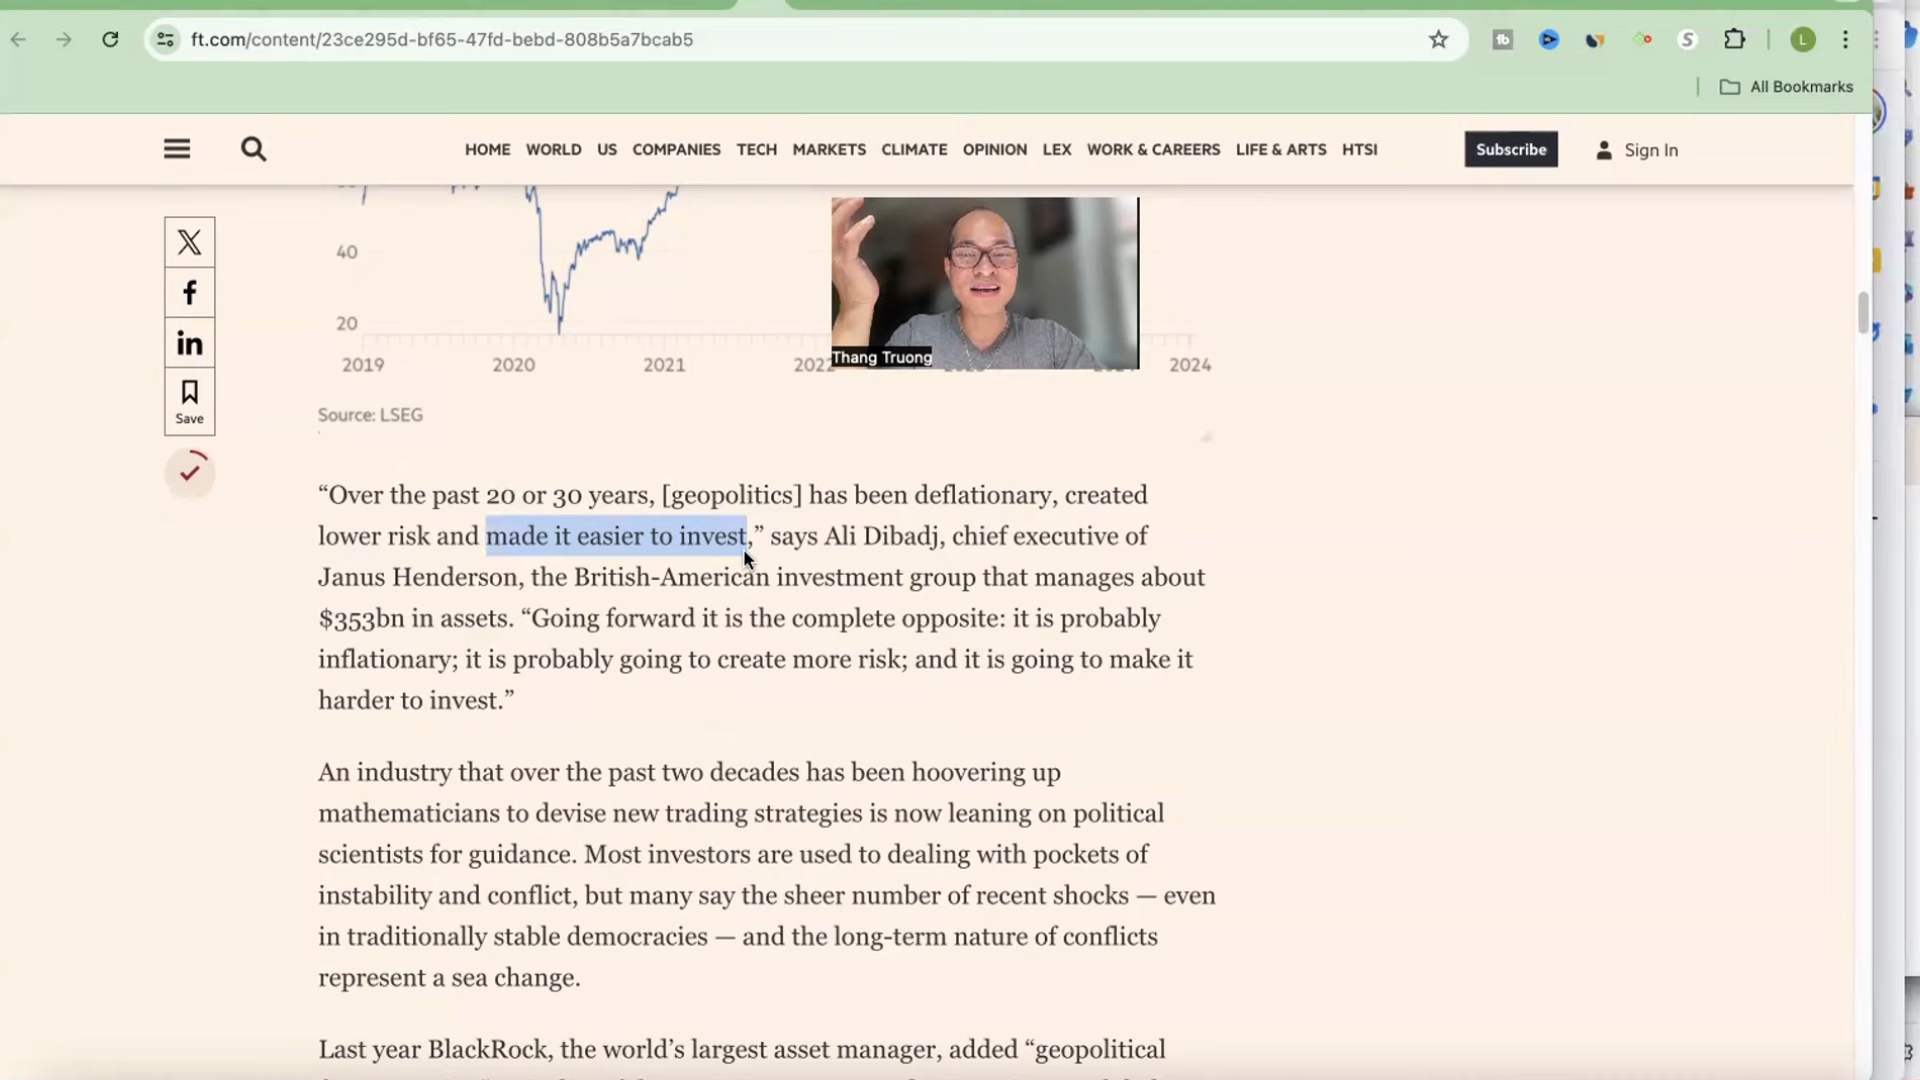 ft.com/content/23ce295d-bf65-47fd-bebd-808b5a7bcab5
fb
S
L
All Bookmarks
HOME WORLD US COMPANIES TECH MARKETS CLIMATE OPINION LEX WORK & CAREERS LIFE & ARTS HTSI
Subscribe
Sign In
40
20
2019 2020 2021 2022 2024
Thang Truong
Source: LSEG
X
f
in
Save
“Over the past 20 or 30 years, [geopolitics] has been deflationary, created
lower risk and made it easier to invest,” says Ali Dibadj, chief executive of
Janus Henderson, the British-American investment group that manages about
$353bn in assets. “Going forward it is the complete opposite: it is probably
inflationary; it is probably going to create more risk; and it is going to make it
harder to invest.”
An industry that over the past two decades has been hoovering up
mathematicians to devise new trading strategies is now leaning on political
scientists for guidance. Most investors are used to dealing with pockets of
instability and conflict, but many say the sheer number of recent shocks — even
in traditionally stable democracies — and the long-term nature of conflicts
represent a sea change.
Last year BlackRock, the world’s largest asset manager, added “geopolitical